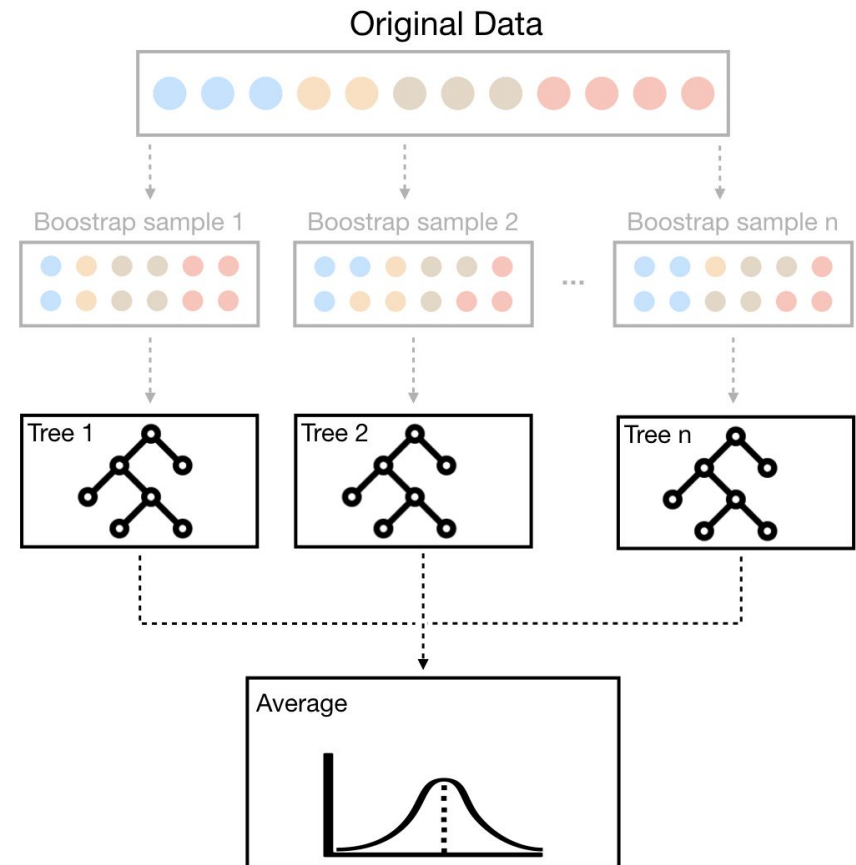 Original Data
Boostrap sample 1
Boostrap sample 2
Boostrap sample n
...
Tree 1
Tree 2
Tree n
Average